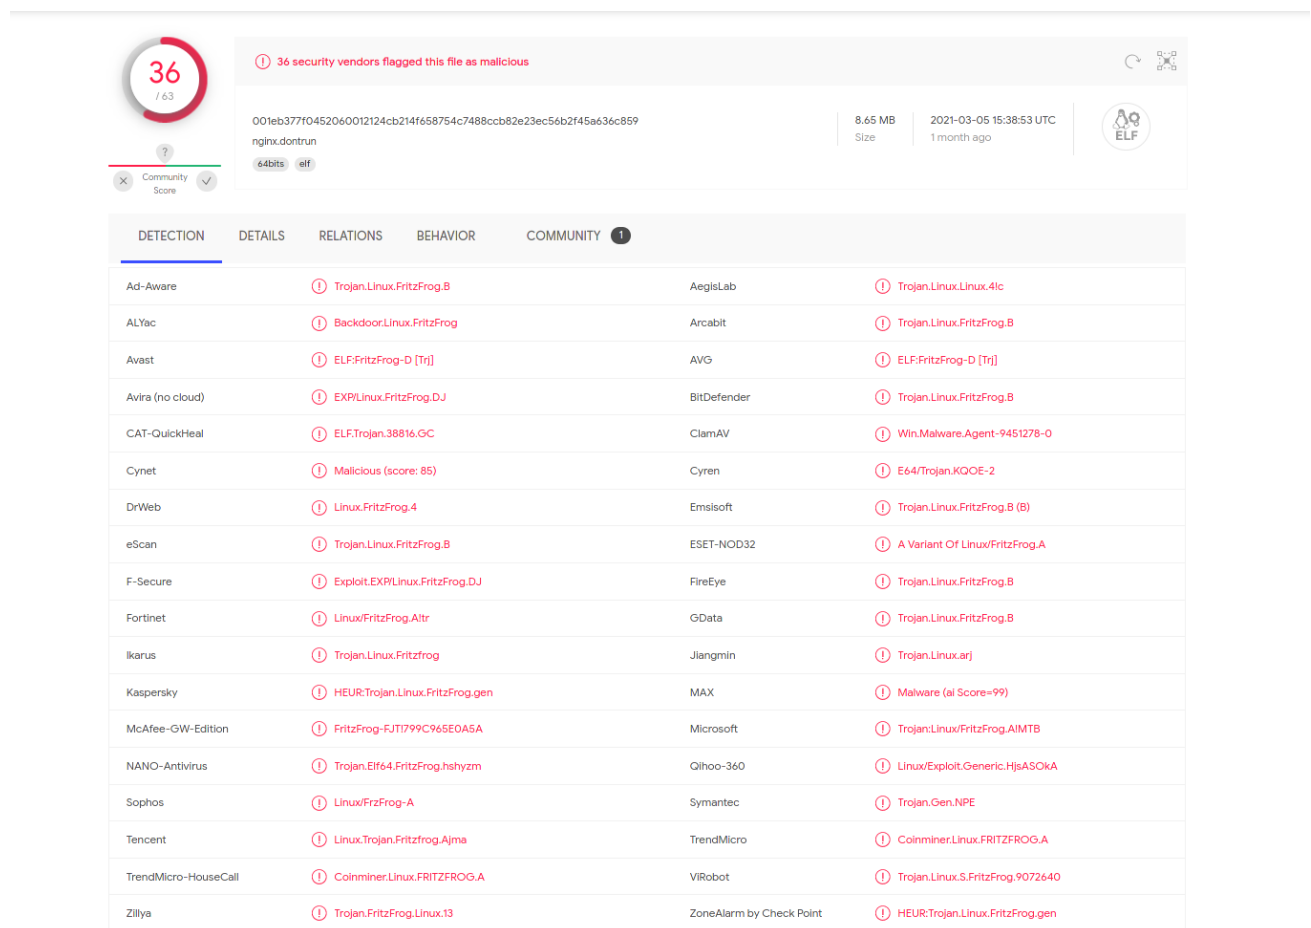 36
/ 63
36 security vendors flagged this file as malicious
001eb377f0452060012124cb214f658754c7488ccb82e23ec56b2f45a636c859
nginx.dontrun
64bits elf
8.65 MB
Size
2021-03-05 15:38:53 UTC
1 month ago
ELF
?
Community
Score
DETECTION DETAILS RELATIONS BEHAVIOR COMMUNITY 1
Ad-Aware Trojan.Linux.FritzFrog.B AegisLab Trojan.Linux.Linux.4!c
ALYac Backdoor.Linux.FritzFrog Arcabit Trojan.Linux.FritzFrog.B
Avast ELF:FritzFrog-D [Trj] AVG ELF:FritzFrog-D [Trj]
Avira (no cloud) EXP/Linux.FritzFrog.DJ BitDefender Trojan.Linux.FritzFrog.B
CAT-QuickHeal ELF.Trojan.38816.GC ClamAV Win.Malware.Agent-9451278-0
Cynet Malicious (score: 85) Cyren E64/Trojan.KQOE-2
DrWeb Linux.FritzFrog.4 Emsisoft Trojan.Linux.FritzFrog.B (B)
eScan Trojan.Linux.FritzFrog.B ESET-NOD32 A Variant Of Linux/FritzFrog.A
F-Secure Exploit.EXP/Linux.FritzFrog.DJ FireEye Trojan.Linux.FritzFrog.B
Fortinet Linux/FritzFrog.A!tr GData Trojan.Linux.FritzFrog.B
Ikarus Trojan.Linux.Fritzfrog Jiangmin Trojan.Linux.arj
Kaspersky HEUR:Trojan.Linux.FritzFrog.gen MAX Malware (ai Score=99)
McAfee-GW-Edition FritzFrog-FJT!799C965E0A5A Microsoft Trojan:Linux/FritzFrog.A!MTB
NANO-Antivirus Trojan.Elf64.FritzFrog.hshyzm Qihoo-360 Linux/Exploit.Generic.HjsASOkA
Sophos Linux/FrzFrog-A Symantec Trojan.Gen.NPE
Tencent Linux.Trojan.Fritzfrog.Ajma TrendMicro Coinminer.Linux.FRITZFROG.A
TrendMicro-HouseCall Coinminer.Linux.FRITZFROG.A ViRobot Trojan.Linux.S.FritzFrog.9072640
Zillya Trojan.FritzFrog.Linux.13 ZoneAlarm by Check Point HEUR:Trojan.Linux.FritzFrog.gen